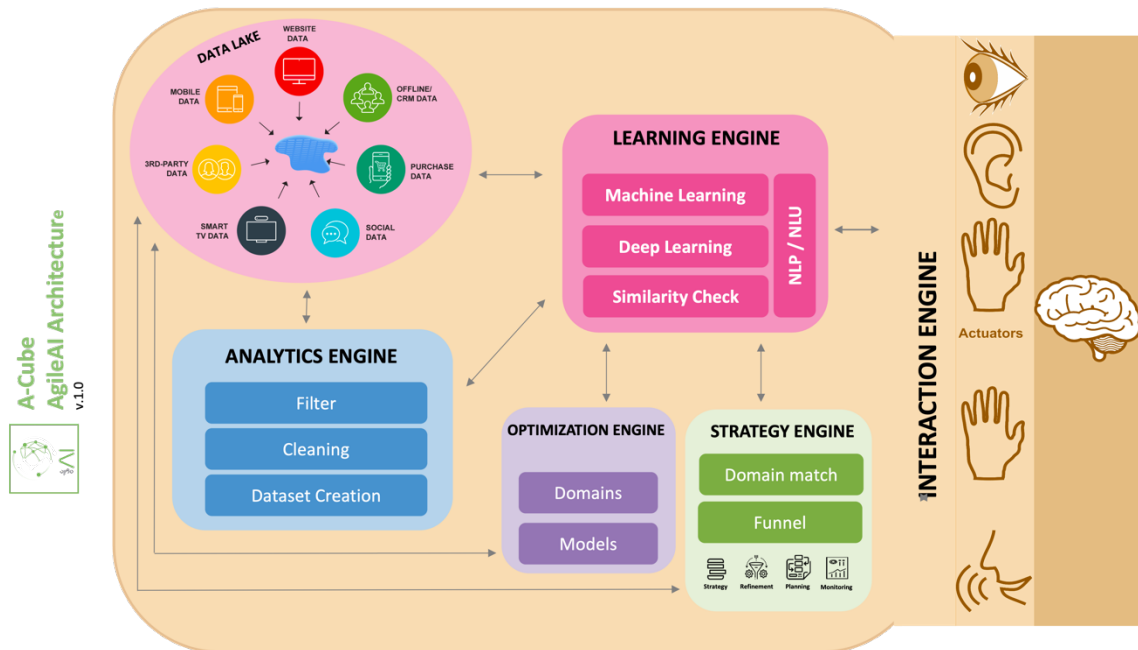 A-Cube
AgileAI Architecture
v.1.0
DATA LAKE
WEBSITE
DATA
MOBILE
DATA
OFFLINE/
CRM DATA
3RD-PARTY
DATA
PURCHASE
DATA
SMART
TV DATA
SOCIAL
DATA
LEARNING ENGINE
Machine Learning
Deep Learning
Similarity Check
NLP / NLU
ANALYTICS ENGINE
Filter
Cleaning
Dataset Creation
OPTIMIZATION ENGINE
Domains
Models
STRATEGY ENGINE
Domain match
Funnel
Strategy
Refinement
Planning
Monitoring
INTERACTION ENGINE
Actuators